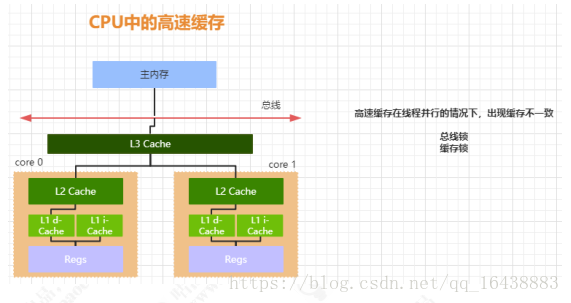 CPU中的高速缓存
主内存
总线
高速缓存在线程并行的情况下，出现缓存不一致
总线锁
缓存锁
L3 Cache
core 0
core 1
L2 Cache
L2 Cache
L1 d-
Cache
L1 i-
Cache
L1 d-
Cache
L1 i-
Cache
Regs
Regs
https://blog.csdn.net/qq_16438883